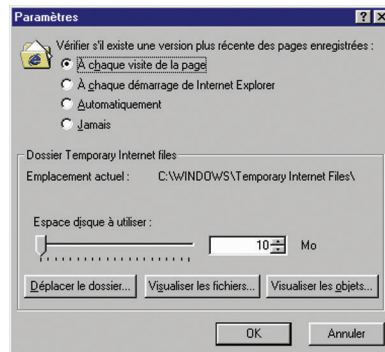 Paramètres
Vérifier s'il existe une version plus récente des pages enregistrées :
À chaque visite de la page
À chaque démarrage de Internet Explorer
Automatiquement
Jamais
Dossier Temporary Internet files
Emplacement actuel : C:\WINDOWS\Temporary Internet Files\
Espace disque à utiliser :
10 Mo
Déplacer le dossier... Visualiser les fichiers... Visualiser les objets...
OK Annuler